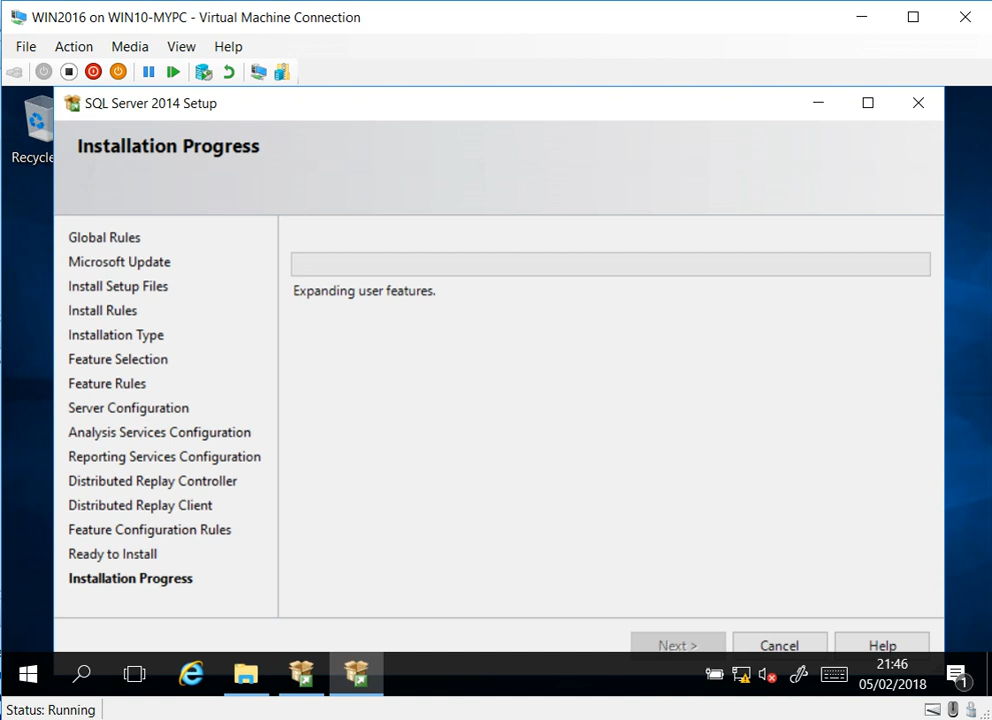 WIN2016 on WIN10-MYPC - Virtual Machine Connection
File Action Media View Help
SQL Server 2014 Setup
Installation Progress
Recycle
Global Rules
Microsoft Update
Install Setup Files
Install Rules
Installation Type
Feature Selection
Feature Rules
Server Configuration
Analysis Services Configuration
Reporting Services Configuration
Distributed Replay Controller
Distributed Replay Client
Feature Configuration Rules
Ready to Install
Installation Progress
Expanding user features.
Next > Cancel Help
21:46
05/02/2018
1
Status: Running